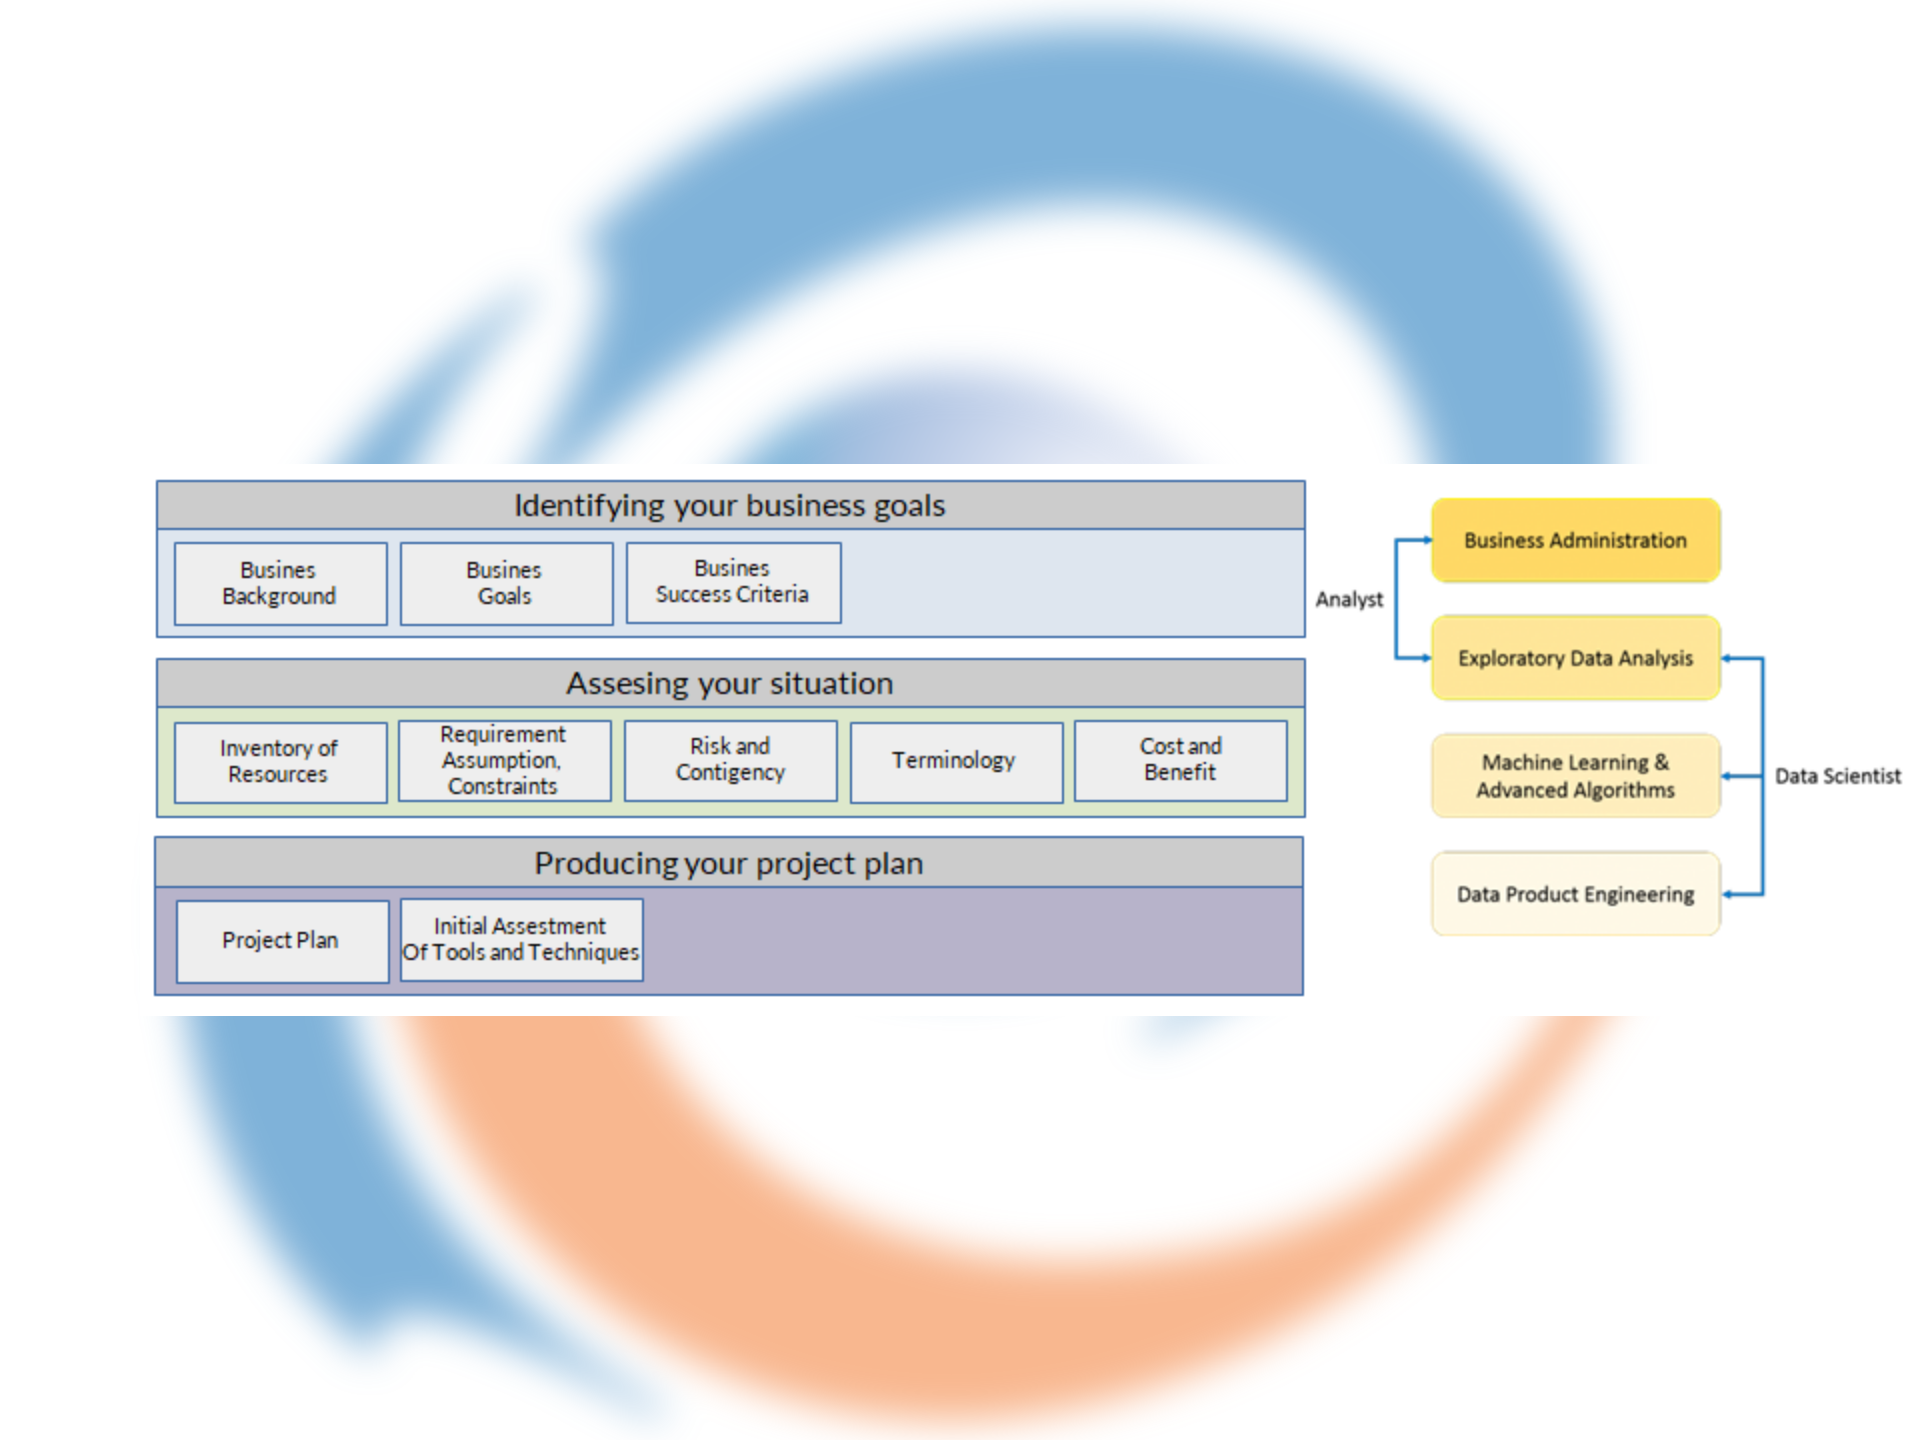 Identifying your business goals
Busines
Background
Busines
Goals
Busines
Success Criteria
Assesing your situation
Inventory of
Resources
Requirement
Assumption,
Constraints
Risk and
Contigency
Terminology
Cost and
Benefit
Producing your project plan
Project Plan
Initial Assestment
Of Tools and Techniques
Analyst
Business Administration
Exploratory Data Analysis
Machine Learning &
Advanced Algorithms
Data Product Engineering
Data Scientist